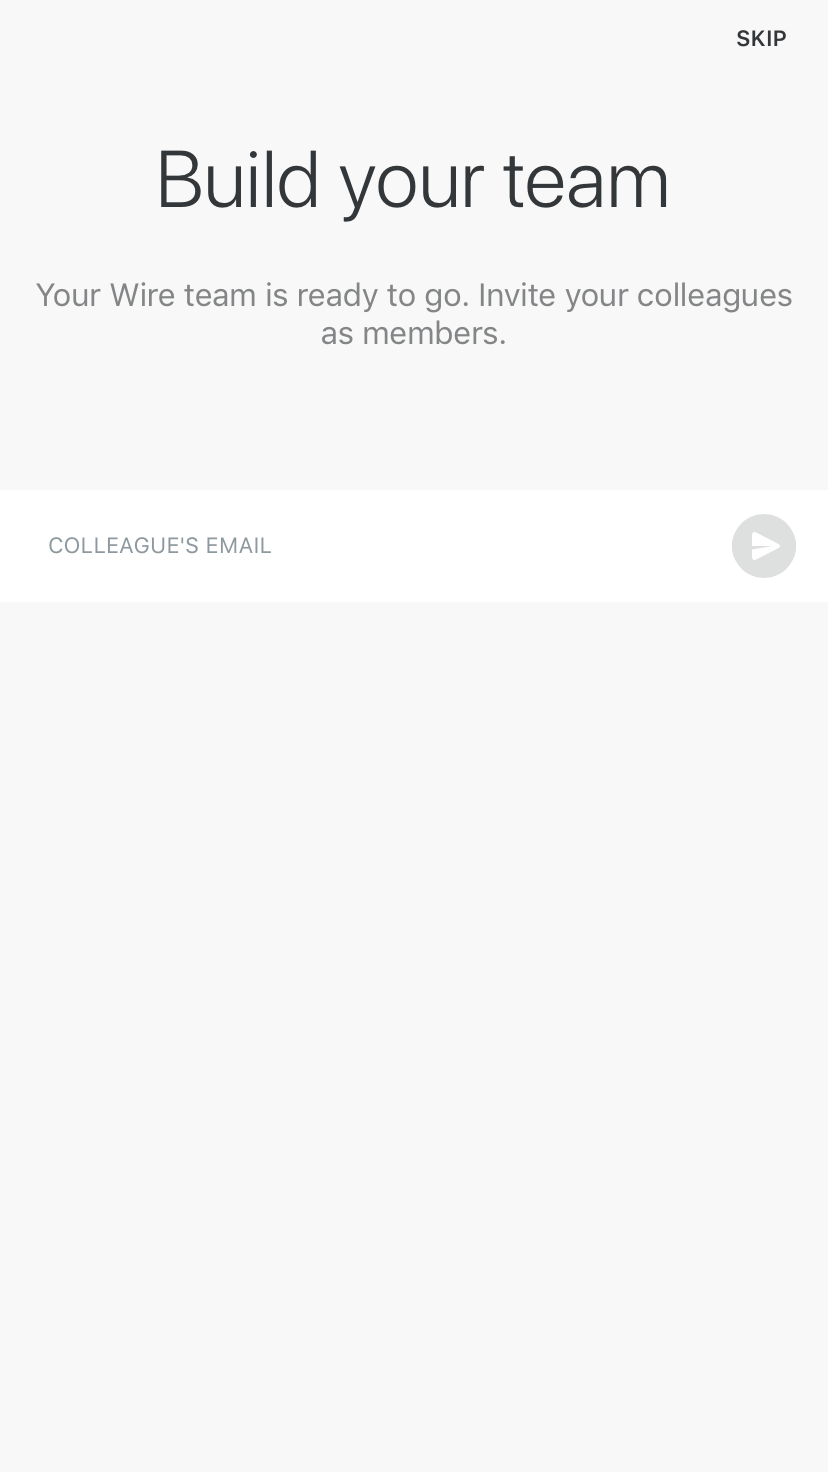 SKIP
Build your team
Your Wire team is ready to go. Invite your colleagues
as members.
COLLEAGUE'S EMAIL